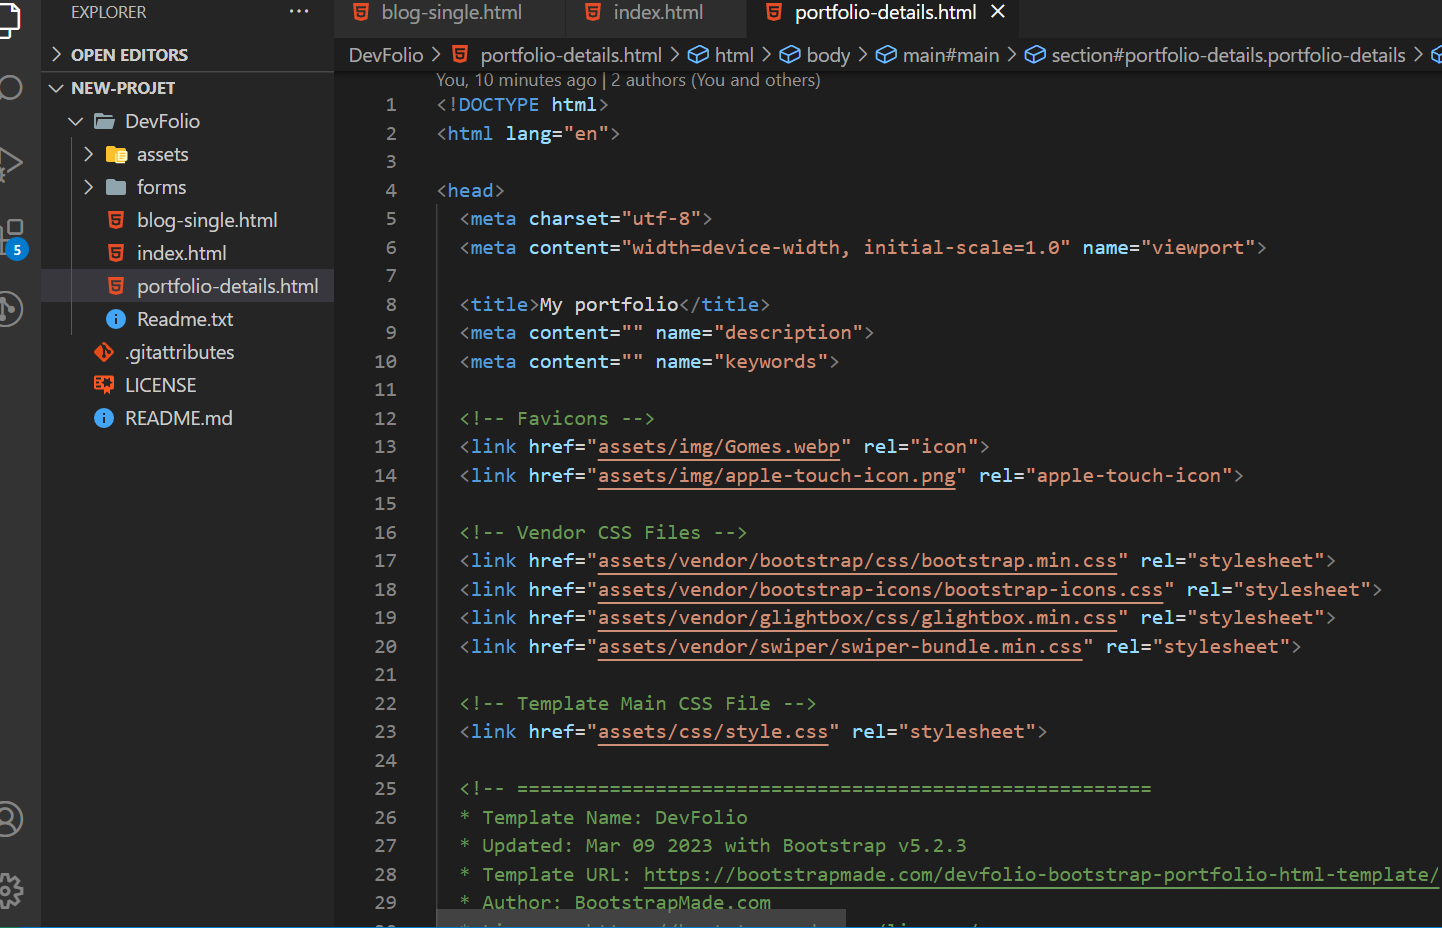 EXPLORER
OPEN EDITORS
NEW-PROJET
DevFolio
assets
forms
blog-single.html
index.html
portfolio-details.html
Readme.txt
.gitattributes
LICENSE
README.md
5
blog-single.html index.html portfolio-details.html
DevFolio > portfolio-details.html > html > body > main#main > section#portfolio-details.portfolio-details >
You, 10 minutes ago | 2 authors (You and others)
1 <!DOCTYPE html>
2 <html lang="en">
3
4 <head>
5 <meta charset="utf-8">
6 <meta content="width=device-width, initial-scale=1.0" name="viewport">
7
8 <title>My portfolio</title>
9 <meta content="" name="description">
10 <meta content="" name="keywords">
11
12 <!-- Favicons -->
13 <link href="assets/img/Gomes.webp" rel="icon">
14 <link href="assets/img/apple-touch-icon.png" rel="apple-touch-icon">
15
16 <!-- Vendor CSS Files -->
17 <link href="assets/vendor/bootstrap/css/bootstrap.min.css" rel="stylesheet">
18 <link href="assets/vendor/bootstrap-icons/bootstrap-icons.css" rel="stylesheet">
19 <link href="assets/vendor/glightbox/css/glightbox.min.css" rel="stylesheet">
20 <link href="assets/vendor/swiper/swiper-bundle.min.css" rel="stylesheet">
21
22 <!-- Template Main CSS File -->
23 <link href="assets/css/style.css" rel="stylesheet">
24
25 <!-- =======================================================
26 * Template Name: DevFolio
27 * Updated: Mar 09 2023 with Bootstrap v5.2.3
28 * Template URL: https://bootstrapmade.com/devfolio-bootstrap-portfolio-html-template/
29 * Author: BootstrapMade.com